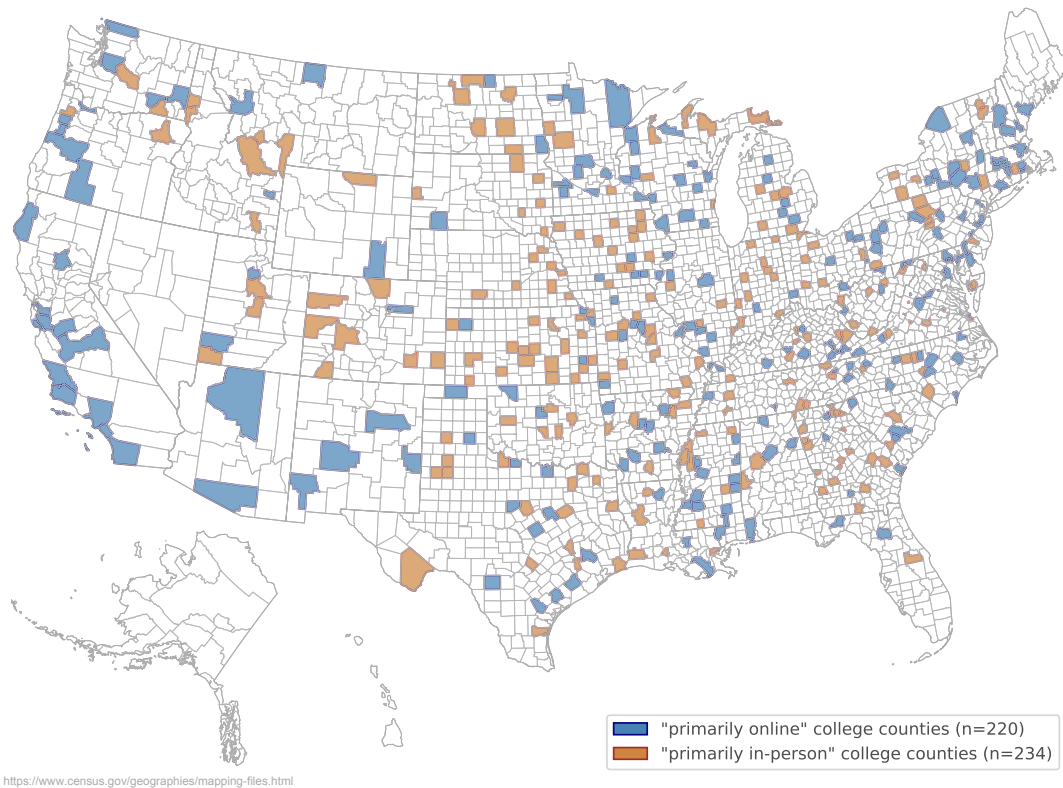 "primarily online" college counties (n=220)
"primarily in-person" college counties (n=234)
https://www.census.gov/geographies/mapping-files.html